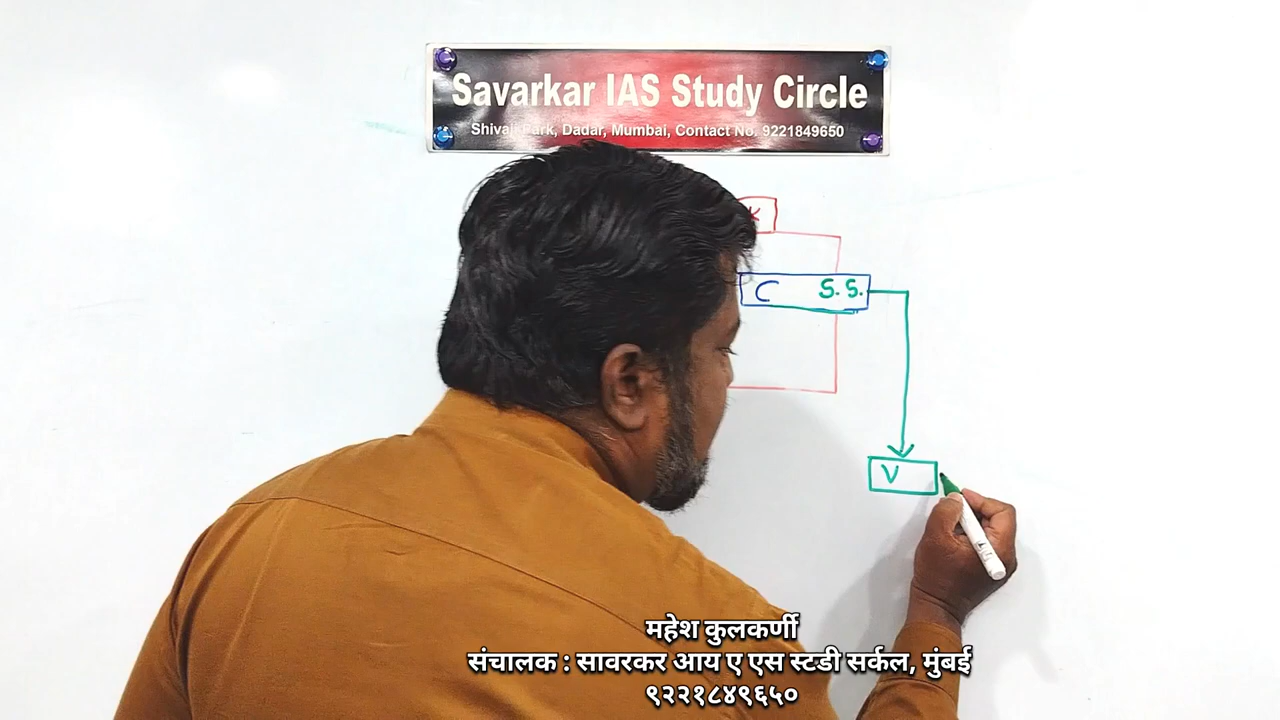 Savarkar IAS Study Circle
Shivaji Park, Dadar, Mumbai, Contact No. 9221849650
K
C S.S.
V
महेश कुलकर्णी
संचालक : सावरकर आय ए एस स्टडी सर्कल, मुंबई
९२२१८४९६५०